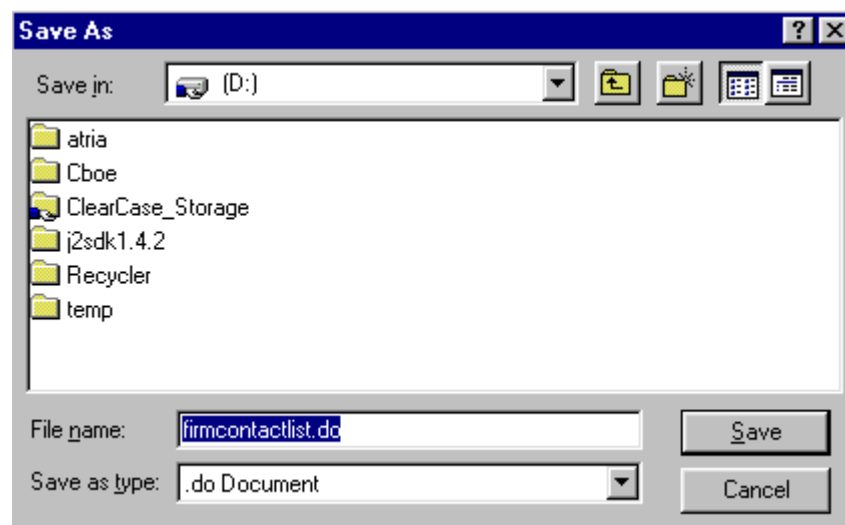 Save As
Save in: (D:)
atria
Cboe
ClearCase_Storage
j2sdk1.4.2
Recycler
temp
File name: firmcontactlist.do Save
Save as type: .do Document Cancel